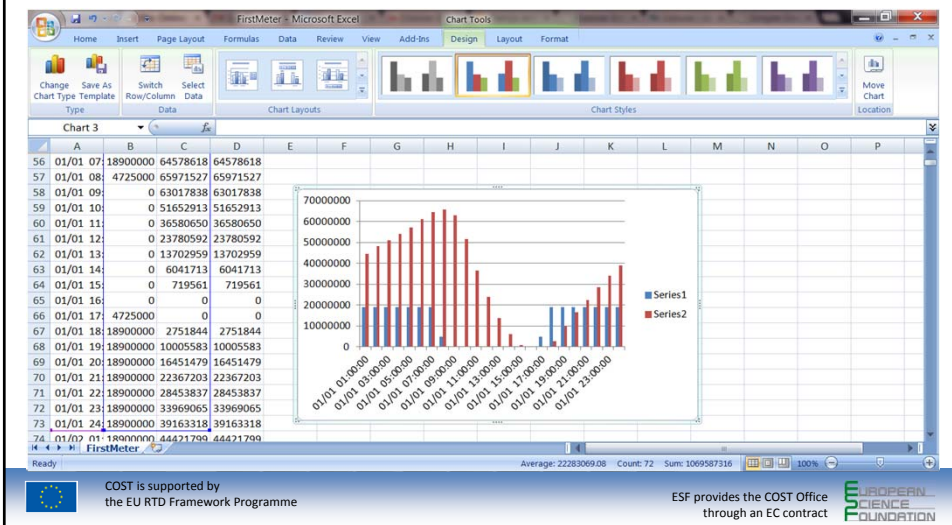 FirstMeter - Microsoft Excel
Chart Tools
Home Insert Page Layout Formulas Data Review View Add-Ins Design Layout Format
Change Chart Type
Save As Template
Switch Row/Column
Select Data
Move Chart
Type Data Chart Layouts Chart Styles Location
Chart 3 fx
A B C D E F G H I J K L M N O P
56 01/01 07: 18900000 64578618 64578618
57 01/01 08: 4725000 65971527 65971527
58 01/01 09: 0 63017838 63017838
59 01/01 10: 0 51652913 51652913
60 01/01 11: 0 36580650 36580650
61 01/01 12: 0 23780592 23780592
62 01/01 13: 0 13702959 13702959
63 01/01 14: 0 6041713 6041713
64 01/01 15: 0 719561 719561
65 01/01 16: 0 0 0
66 01/01 17: 4725000 0 0
67 01/01 18: 18900000 2751844 2751844
68 01/01 19: 18900000 10005583 10005583
69 01/01 20: 18900000 16451479 16451479
70 01/01 21: 18900000 22367203 22367203
71 01/01 22: 18900000 28453837 28453837
72 01/01 23: 18900000 33969065 33969065
73 01/01 24: 18900000 39163318 39163318
74 01/02 01: 18900000 44421799 44421799
70000000
60000000
50000000
40000000
30000000
20000000
10000000
0
01/01 01:00:00
01/01 03:00:00
01/01 05:00:00
01/01 07:00:00
01/01 09:00:00
01/01 11:00:00
01/01 13:00:00
01/01 15:00:00
01/01 17:00:00
01/01 19:00:00
01/01 21:00:00
01/01 23:00:00
Series1
Series2
FirstMeter
Ready Average: 22283069.08 Count: 72 Sum: 1069587316 100%
COST is supported by
the EU RTD Framework Programme
ESF provides the COST Office
through an EC contract
EUROPEAN
SCIENCE
FOUNDATION